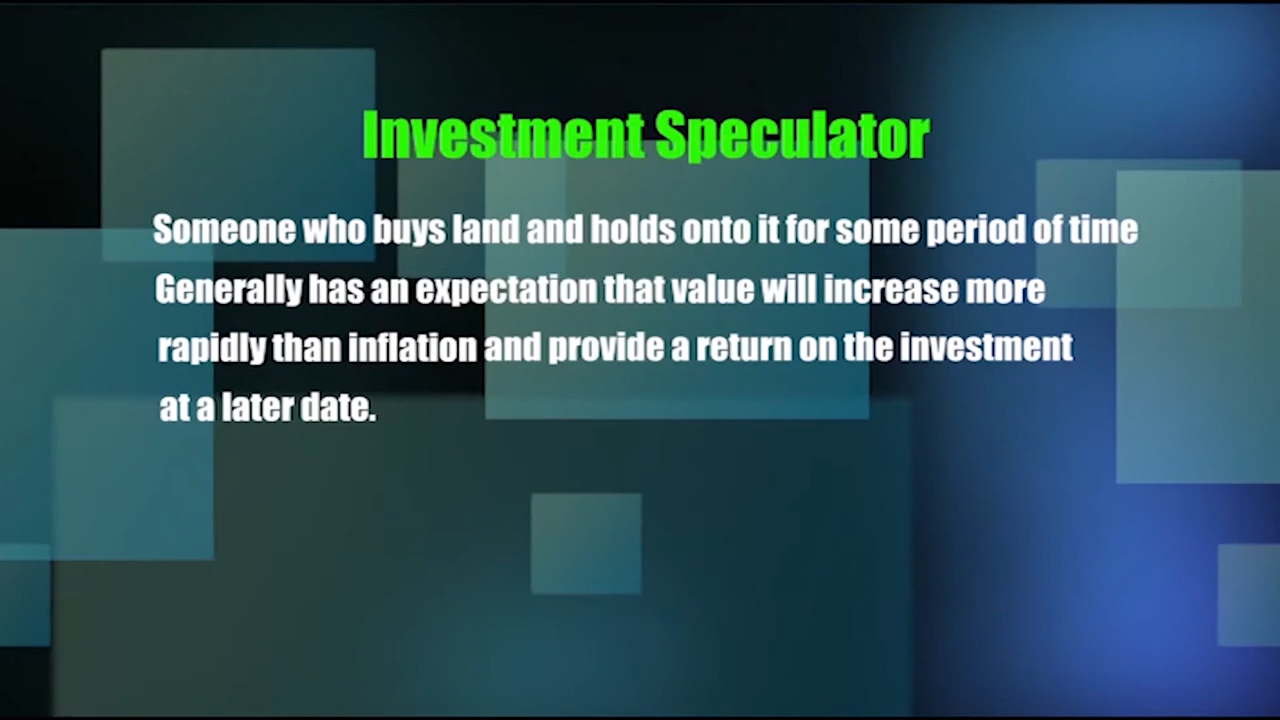 Investment Speculator
Someone who buys land and holds onto it for some period of time
Generally has an expectation that value will increase more
rapidly than inflation and provide a return on the investment
at a later date.